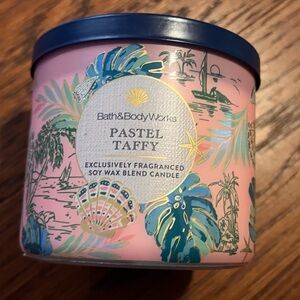 Bath&BodyWorks
PASTEL
TAFFY
EXCLUSIVELY FRAGRANCED
SOY WAX BLEND CANDLE